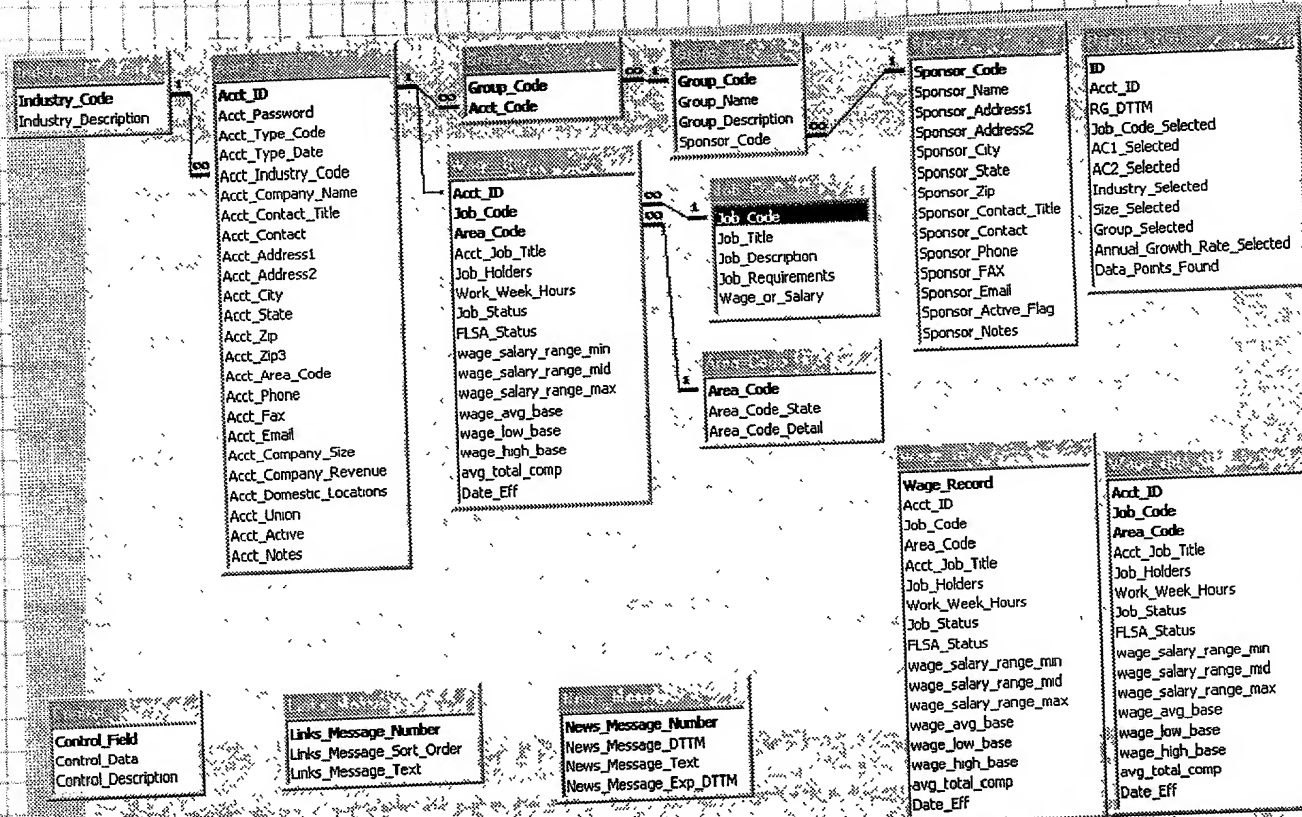 Industry_Code
Industry_Description
1
∞
Acct_ID
Acct_Password
Acct_Type_Code
Acct_Type_Date
Acct_Industry_Code
Acct_Company_Name
Acct_Contact_Title
Acct_Contact
Acct_Address1
Acct_Address2
Acct_City
Acct_State
Acct_Zip
Acct_Zip3
Acct_Area_Code
Acct_Phone
Acct_Fax
Acct_Email
Acct_Company_Size
Acct_Company_Revenue
Acct_Domestic_Locations
Acct_Union
Acct_Active
Acct_Notes
1
∞
Group_Code
Acct_Code
∞
1
Group_Code
Group_Name
Group_Description
Sponsor_Code
∞
1
Sponsor_Code
Sponsor_Name
Sponsor_Address1
Sponsor_Address2
Sponsor_City
Sponsor_State
Sponsor_Zip
Sponsor_Contact_Title
Sponsor_Contact
Sponsor_Phone
Sponsor_FAX
Sponsor_Email
Sponsor_Active_Flag
Sponsor_Notes
ID
Acct_ID
RG_DTTM
Job_Code_Selected
AC1_Selected
AC2_Selected
Industry_Selected
Size_Selected
Group_Selected
Annual_Growth_Rate_Selected
Data_Points_Found
Acct_ID
Job_Code
Area_Code
Acct_Job_Title
Job_Holders
Work_Week_Hours
Job_Status
FLSA_Status
wage_salary_range_min
wage_salary_range_mid
wage_salary_range_max
wage_avg_base
wage_low_base
wage_high_base
avg_total_comp
Date_Eff
∞
∞
1
Job_Code
Job_Title
Job_Description
Job_Requirements
Wage_or_Salary
1
Area_Code
Area_Code_State
Area_Code_Detail
Wage_Record
Acct_ID
Job_Code
Area_Code
Acct_Job_Title
Job_Holders
Work_Week_Hours
Job_Status
FLSA_Status
wage_salary_range_min
wage_salary_range_mid
wage_salary_range_max
wage_avg_base
wage_low_base
wage_high_base
avg_total_comp
Date_Eff
Acct_ID
Job_Code
Area_Code
Acct_Job_Title
Job_Holders
Work_Week_Hours
Job_Status
FLSA_Status
wage_salary_range_min
wage_salary_range_mid
wage_salary_range_max
wage_avg_base
wage_low_base
wage_high_base
avg_total_comp
Date_Eff
Control_Field
Control_Data
Control_Description
Links_Message_Number
Links_Message_Sort_Order
Links_Message_Text
News_Message_Number
News_Message_DTTM
News_Message_Text
News_Message_Exp_DTTM